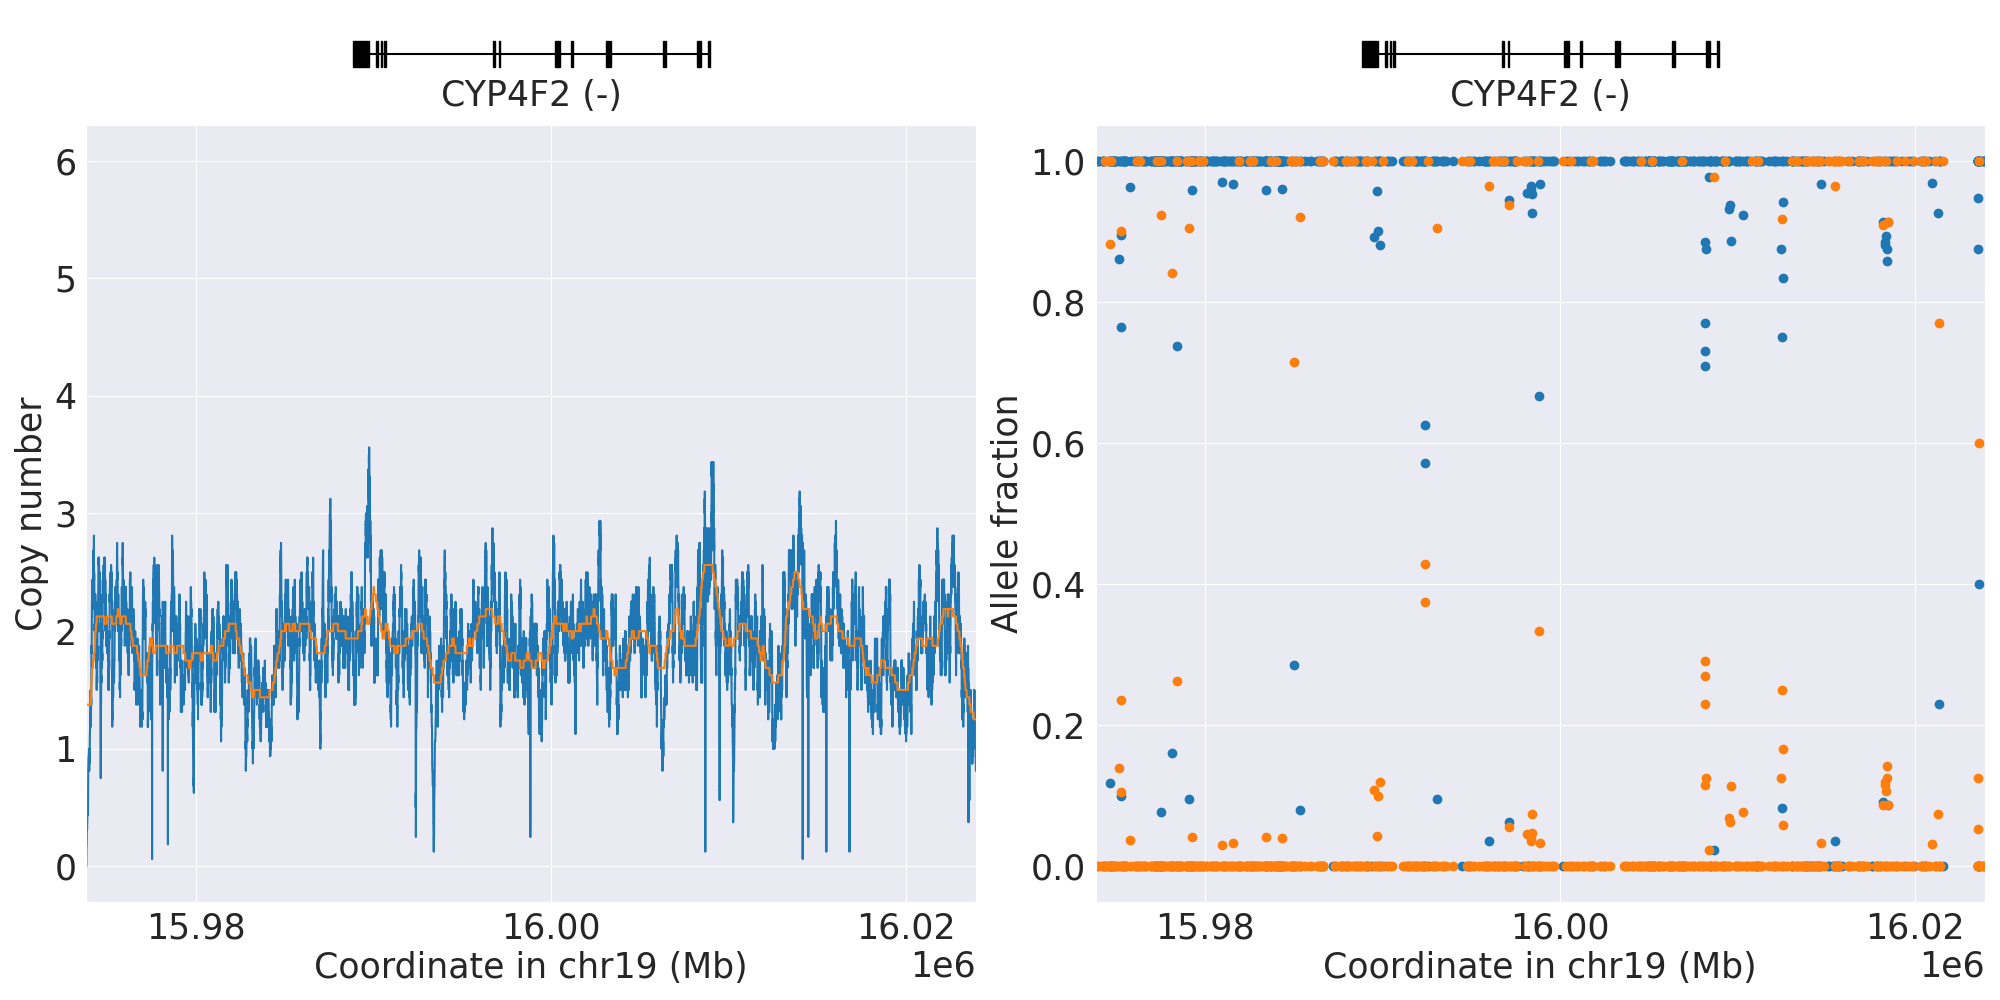 CYP4F2 (-)
6
5
4
3
2
1
0
Copy number
15.98
16.00
16.02
Coordinate in chr19 (Mb)
1e6
CYP4F2 (-)
1.0
0.8
0.6
0.4
0.2
0.0
Allele fraction
15.98
16.00
16.02
Coordinate in chr19 (Mb)
1e6